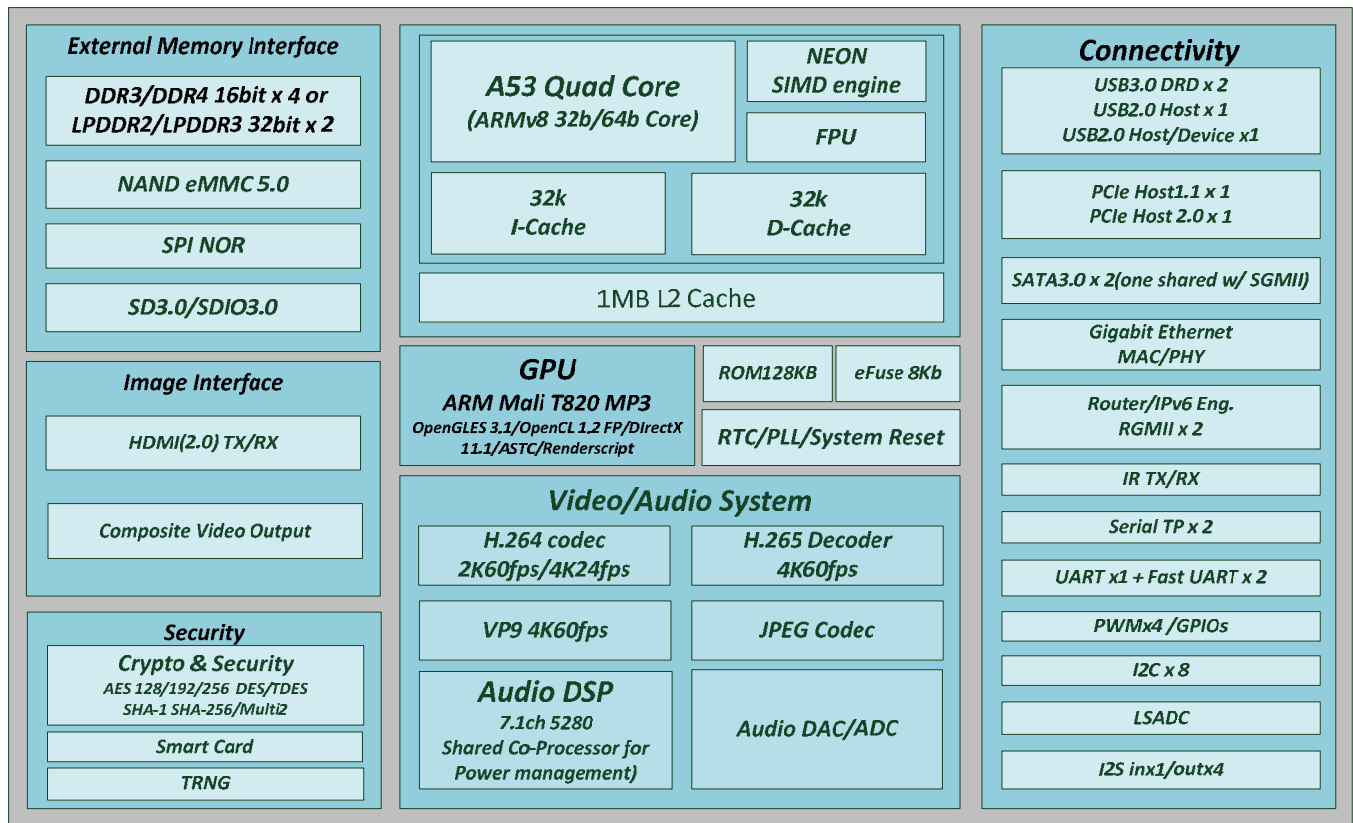 External Memory Interface
DDR3/DDR4 16bit x 4 or
LPDDR2/LPDDR3 32bit x 2
NAND eMMC 5.0
SPI NOR
SD3.0/SDIO3.0
Image Interface
HDMI(2.0) TX/RX
Composite Video Output
Security
Crypto & Security
AES 128/192/256 DES/TDES
SHA-1 SHA-256/Multi2
Smart Card
TRNG
A53 Quad Core
(ARMv8 32b/64b Core)
NEON
SIMD engine
FPU
32k
I-Cache
32k
D-Cache
1MB L2 Cache
GPU
ARM Mali T820 MP3
OpenGLES 3,1/OpenCL 1,2 FP/DIrectX
11.1/ASTC/Renderscript
ROM128KB
eFuse 8Kb
RTC/PLL/System Reset
Video/Audio System
H.264 codec
2K60fps/4K24fps
H.265 Decoder
4K60fps
VP9 4K60fps
JPEG Codec
Audio DSP
7.1ch 5280
Shared Co-Processor for
Power management)
Audio DAC/ADC
Connectivity
USB3.0 DRD x 2
USB2.0 Host x 1
USB2.0 Host/Device x1
PCIe Host1.1 x 1
PCIe Host 2.0 x 1
SATA3.0 x 2(one shared w/ SGMII)
Gigabit Ethernet
MAC/PHY
Router/IPv6 Eng.
RGMII x 2
IR TX/RX
Serial TP x 2
UART x1 + Fast UART x 2
PWMx4 /GPIOs
I2C x 8
LSADC
I2S inx1/outx4